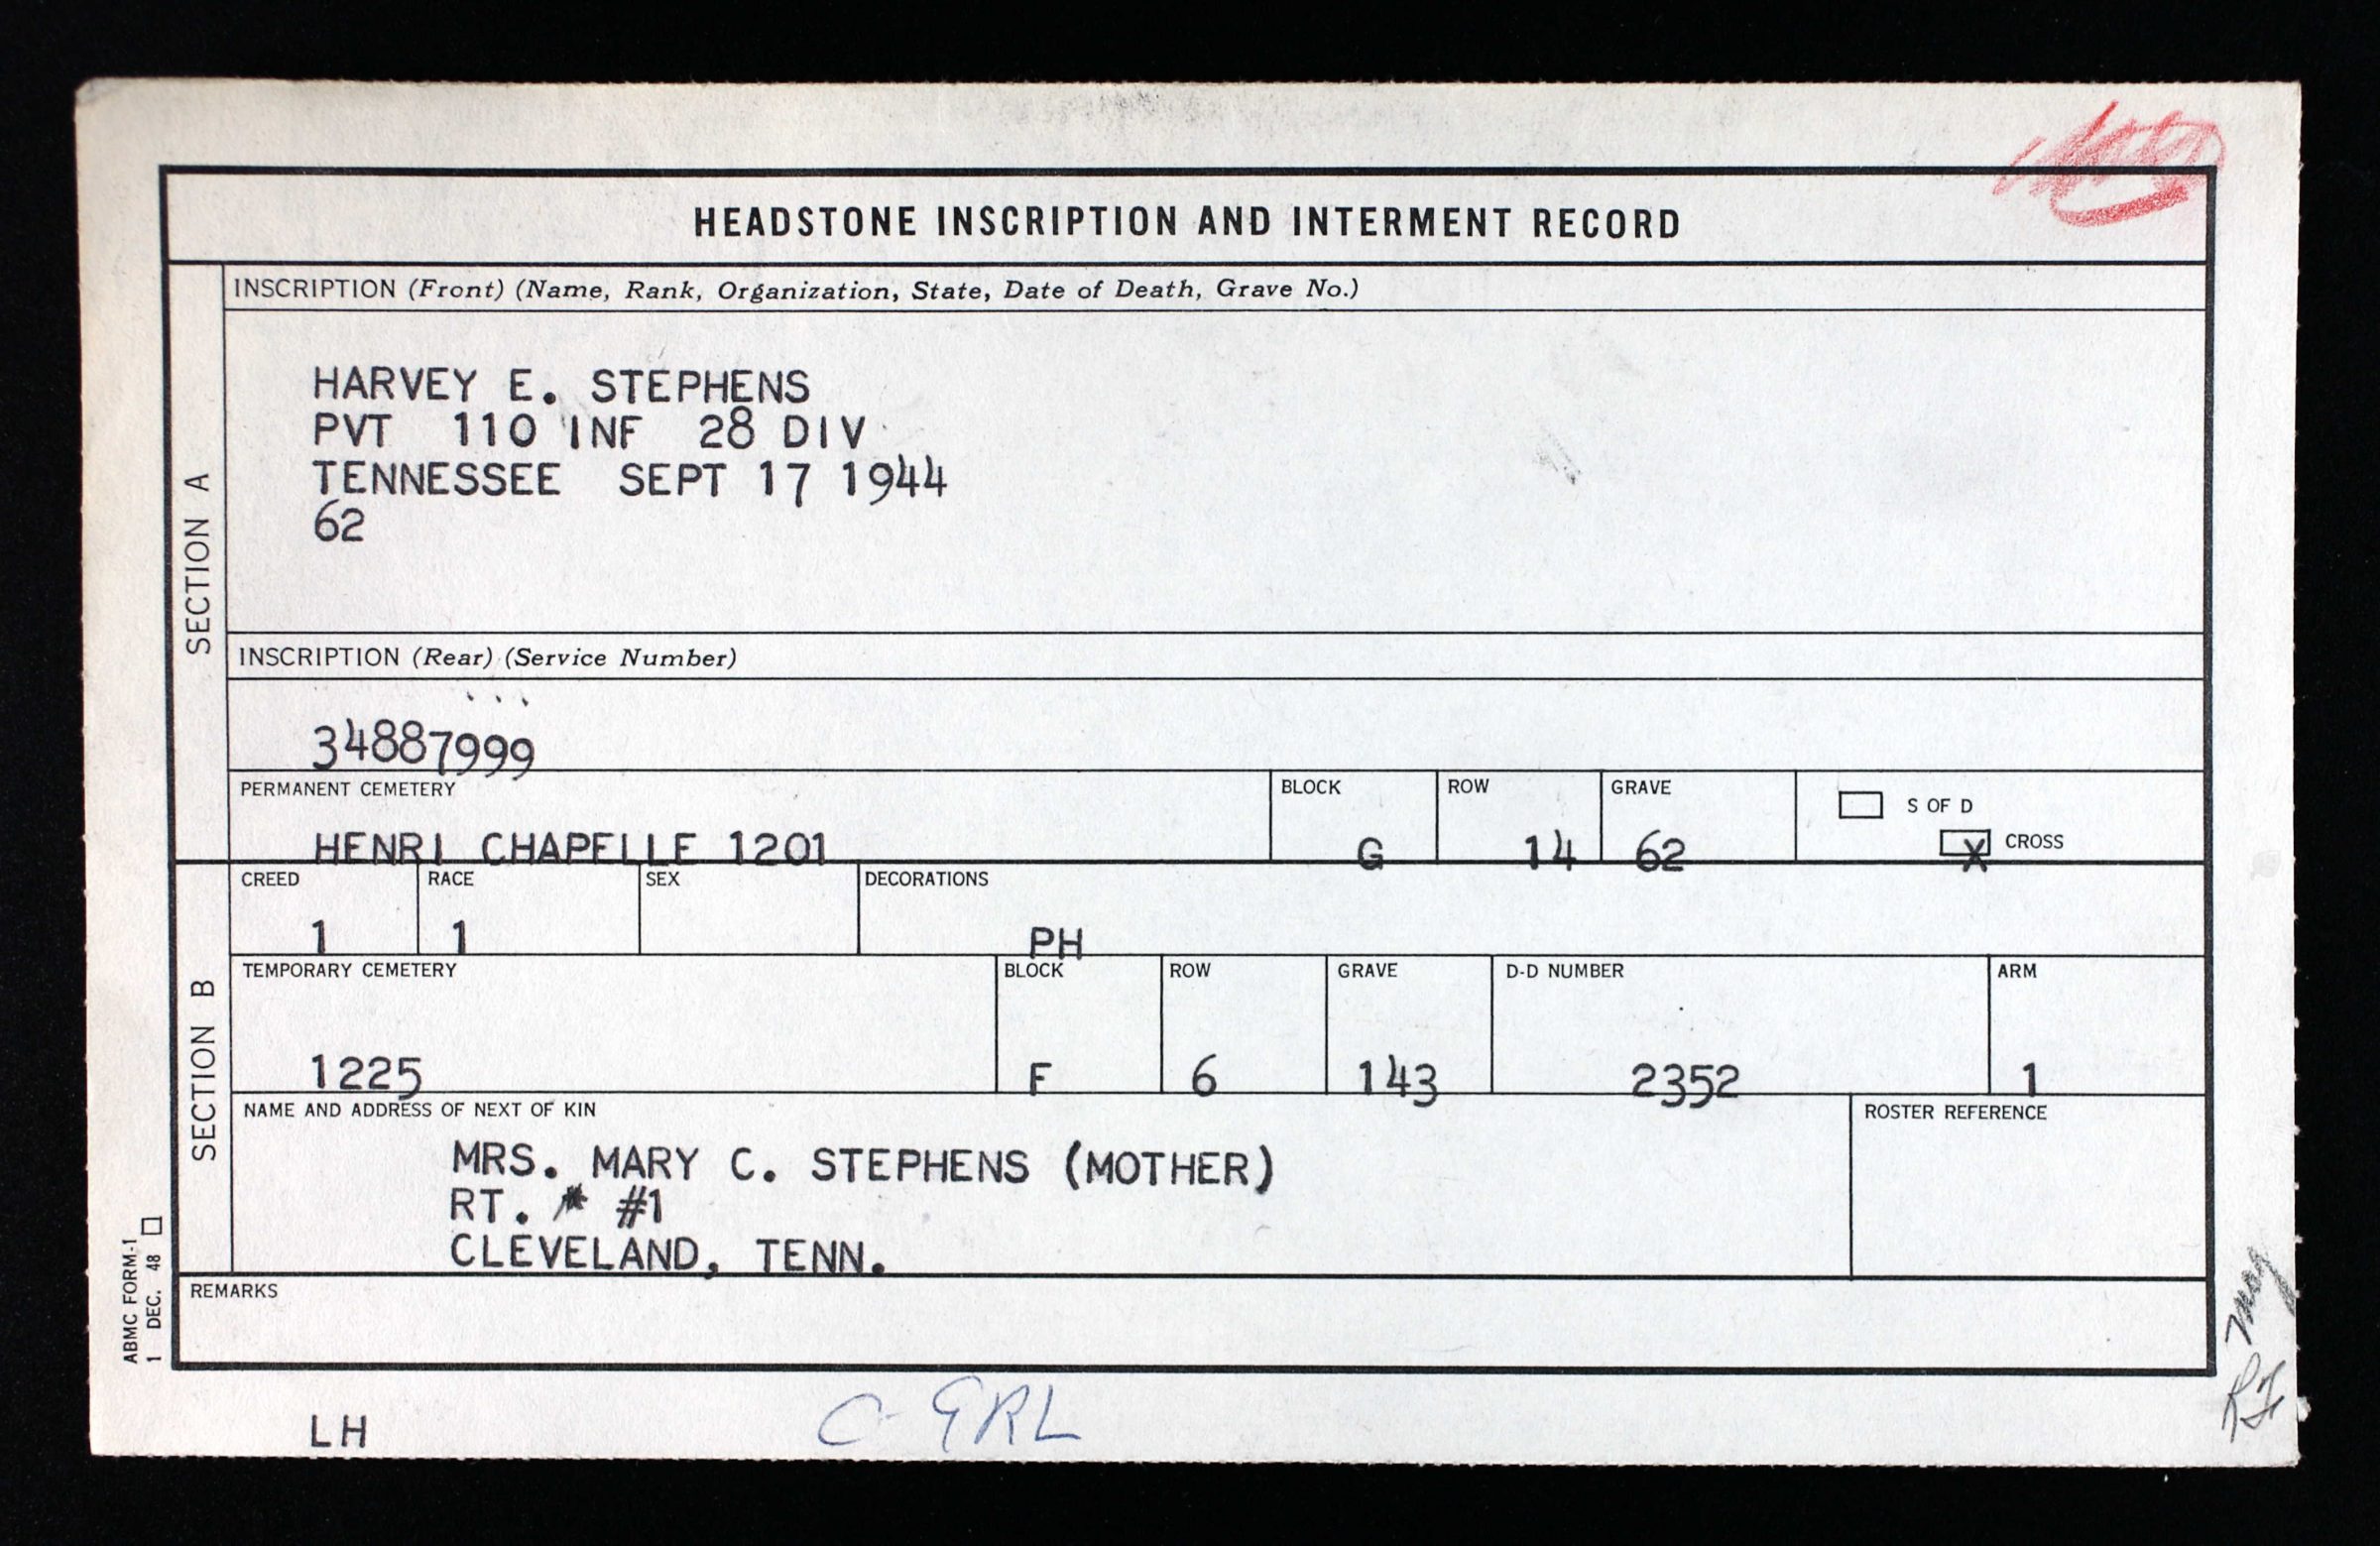 HEADSTONE INSCRIPTION AND INTERMENT RECORD
SECTION A
INSCRIPTION (Front) (Name, Rank, Organization, State, Date of Death, Grave No.)
HARVEY E. STEPHENS
PVT 110 INF 28 DIV
TENNESSEE SEPT 17 1944
62
INSCRIPTION (Rear) (Service Number)
34887999
PERMANENT CEMETERY BLOCK ROW GRAVE
S OF D
X CROSS
HENRI CHAPELLE 1201 G 14 62
SECTION B
CREED RACE SEX DECORATIONS
1 1 PH
TEMPORARY CEMETERY BLOCK ROW GRAVE D-D NUMBER ARM
1225 F 6 143 2352 1
NAME AND ADDRESS OF NEXT OF KIN ROSTER REFERENCE
MRS. MARY C. STEPHENS (MOTHER)
RT. #1
CLEVELAND, TENN.
REMARKS
ABMC FORM-1
1 DEC. 48
LH